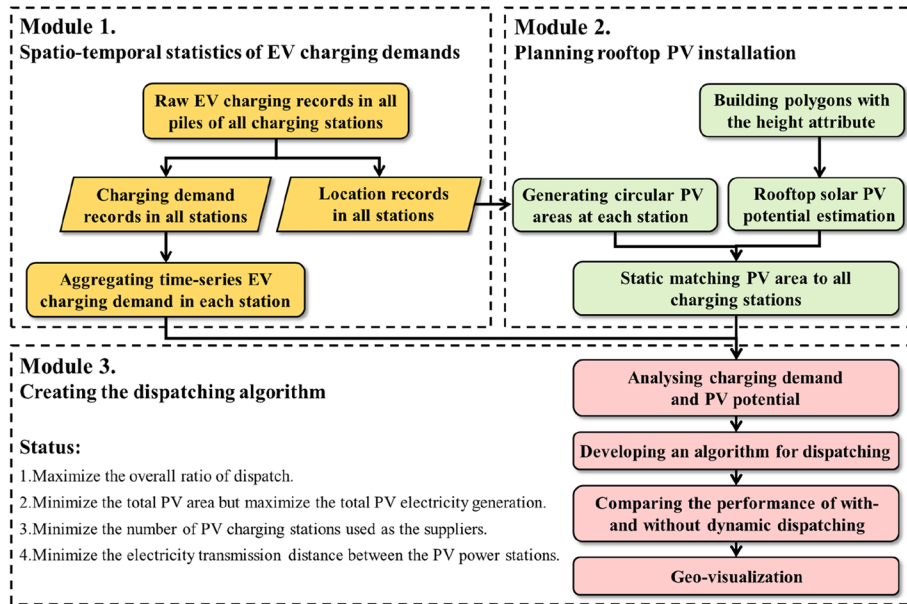 Module 1.
Spatio-temporal statistics of EV charging demands
Raw EV charging records in all
piles of all charging stations
Charging demand
records in all stations
Location records
in all stations
Aggregating time-series EV
charging demand in each station
Module 2.
Planning rooftop PV installation
Building polygons with
the height attribute
Generating circular PV
areas at each station
Rooftop solar PV
potential estimation
Static matching PV area to all
charging stations
Module 3.
Creating the dispatching algorithm
Status:
1.Maximize the overall ratio of dispatch.
2.Minimize the total PV area but maximize the total PV electricity generation.
3.Minimize the number of PV charging stations used as the suppliers.
4.Minimize the electricity transmission distance between the PV power stations.
Analysing charging demand
and PV potential
Developing an algorithm for dispatching
Comparing the performance of with-
and without dynamic dispatching
Geo-visualization